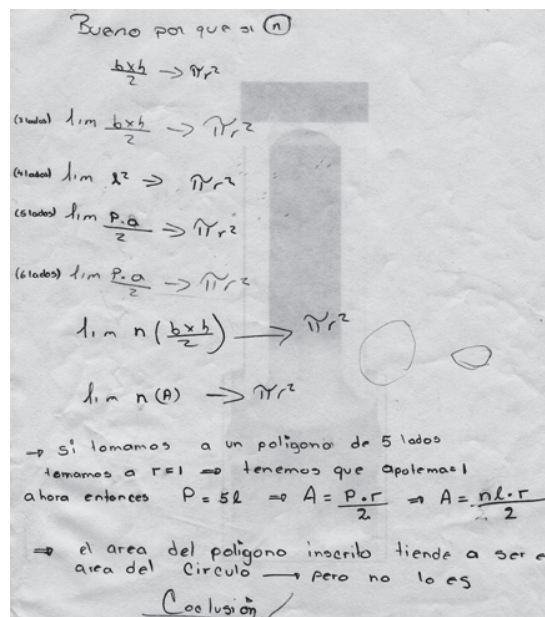 Bueno por que si (n)
b×h/2 → πr²
(3 lados) lim b×h/2 → πr²
(4 lados) lim l² → πr²
(5 lados) lim P.a/2 → πr²
(6 lados) lim P.a/2 → πr²
lim n(b×h/2) → πr²
lim n(A) → πr²
→ si tomamos a un poligono de 5 lados
tomamos a r=1 ⇒ tenemos que apotema=1
ahora entonces P = 5l ⇒ A = P.r/2 ⇒ A = nl.r/2
⇒ el area del poligono inscrito tiende a ser e
area del Circulo → pero no lo es
Coclusión